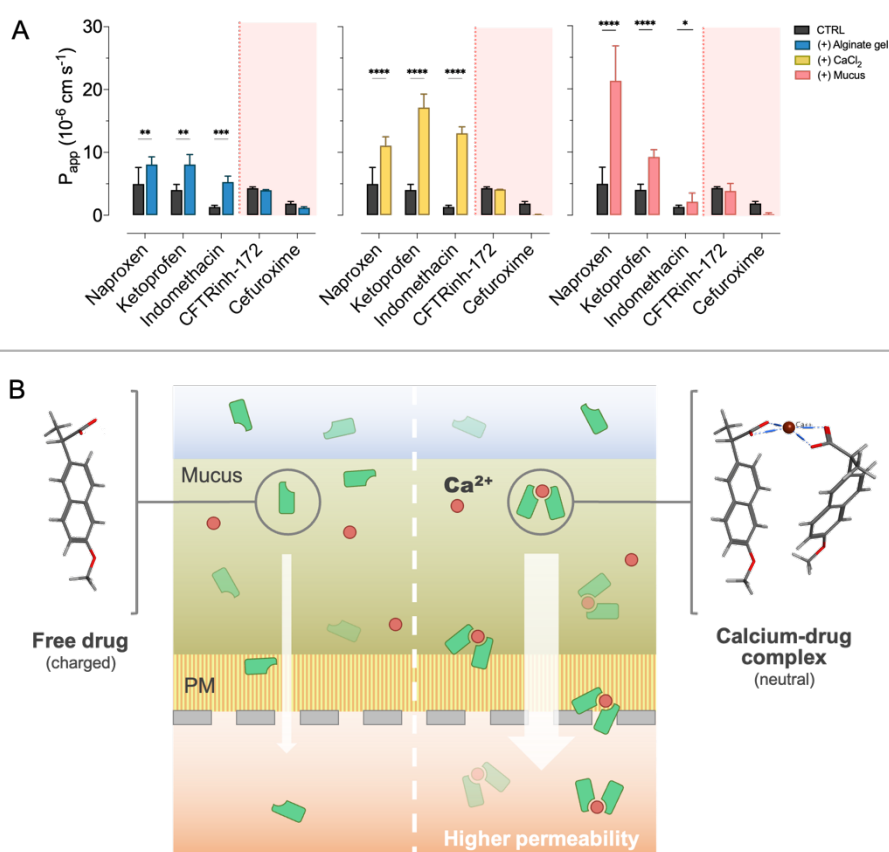 A
P_app (10⁻⁶ cm s⁻¹)
30
20
10
5
0
** ** ***
**** **** ****
**** **** *
CTRL
(+) Alginate gel
(+) CaCl₂
(+) Mucus
Naproxen
Ketoprofen
Indomethacin
CFTRinh-172
Cefuroxime
Naproxen
Ketoprofen
Indomethacin
CFTRinh-172
Cefuroxime
Naproxen
Ketoprofen
Indomethacin
CFTRinh-172
Cefuroxime
B
Mucus
Ca²⁺
Free drug
(charged)
Calcium-drug
complex
(neutral)
PM
Higher permeability